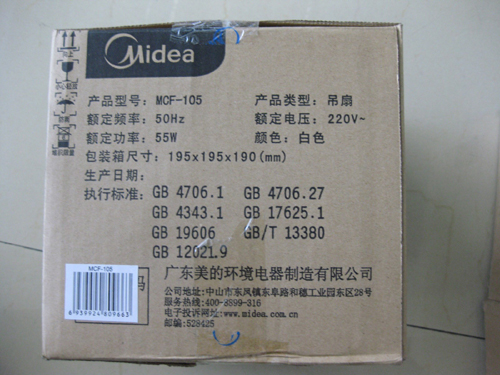 Midea
产品型号: MCF-105 产品类型: 吊扇
额定频率: 50Hz 额定电压: 220V~
额定功率: 55W 颜色: 白色
包装箱尺寸: 195x195x190(mm)
生产日期:
执行标准: GB 4706.1 GB 4706.27
GB 4343.1 GB 17625.1
GB 19606 GB/T 13380
GB 12021.9
MCF-105
6939924809663
码
广东美的环境电器制造有限公司
公司地址:中山市东凤镇东阜路和穗工业园东区28号
服务热线:400-8899-316
电子投诉网址:www.midea.com.cn
邮编:528425